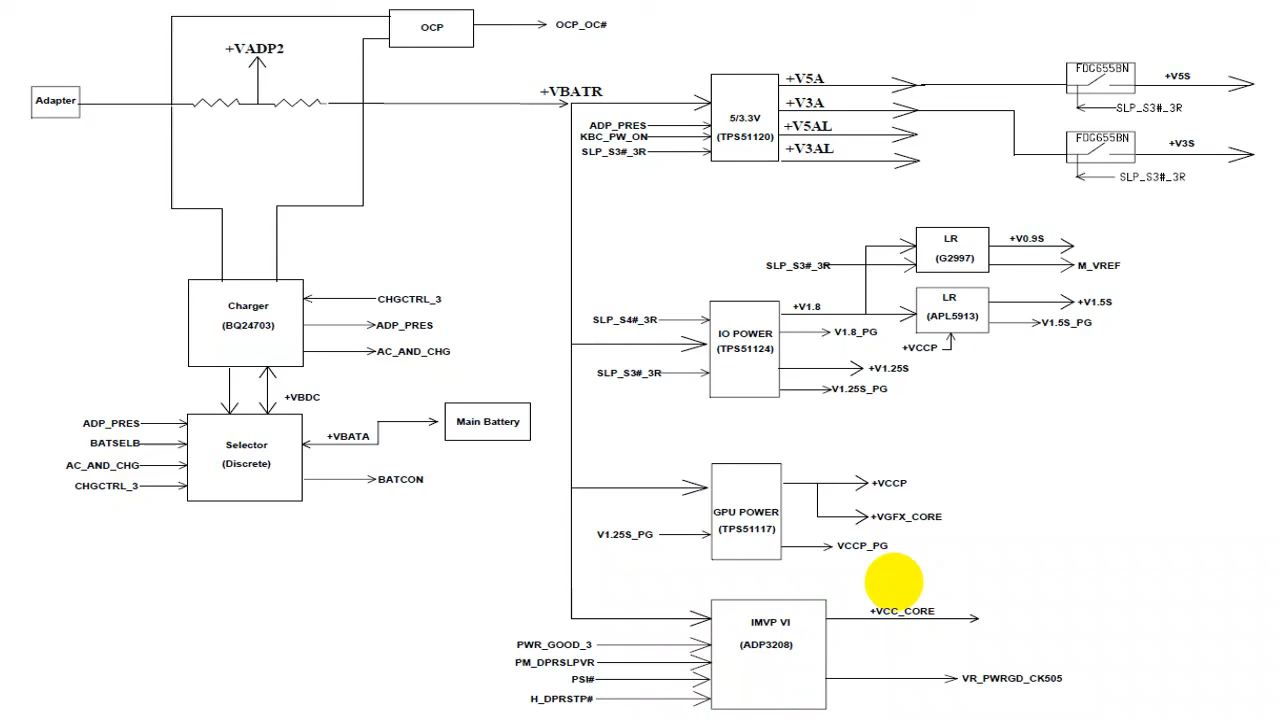 OCP
OCP_OC#
+VADP2
Adapter
+VBATR
+V5A
+V3A
+V5AL
+V3AL
5/3.3V
(TPS51120)
ADP_PRES
KBC_PW_ON
SLP_S3#_3R
FDC655BN
+V5S
SLP_S3#_3R
FDC655BN
+V3S
SLP_S3#_3R
LR
(G2997)
+V0.9S
M_VREF
SLP_S3#_3R
Charger
(BQ24703)
CHGCTRL_3
ADP_PRES
AC_AND_CHG
SLP_S4#_3R
SLP_S3#_3R
IO POWER
(TPS51124)
+V1.8
V1.8_PG
+V1.25S
V1.25S_PG
LR
(APL5913)
+V1.5S
V1.5S_PG
+VCCP
+VBDC
ADP_PRES
BATSELB
AC_AND_CHG
CHGCTRL_3
Selector
(Discrete)
+VBATA
Main Battery
BATCON
GPU POWER
(TPS51117)
V1.25S_PG
+VCCP
+VGFX_CORE
VCCP_PG
IMVP VI
(ADP3208)
+VCC_CORE
PWR_GOOD_3
PM_DPRSLPVR
PSI#
H_DPRSTP#
VR_PWRGD_CK505